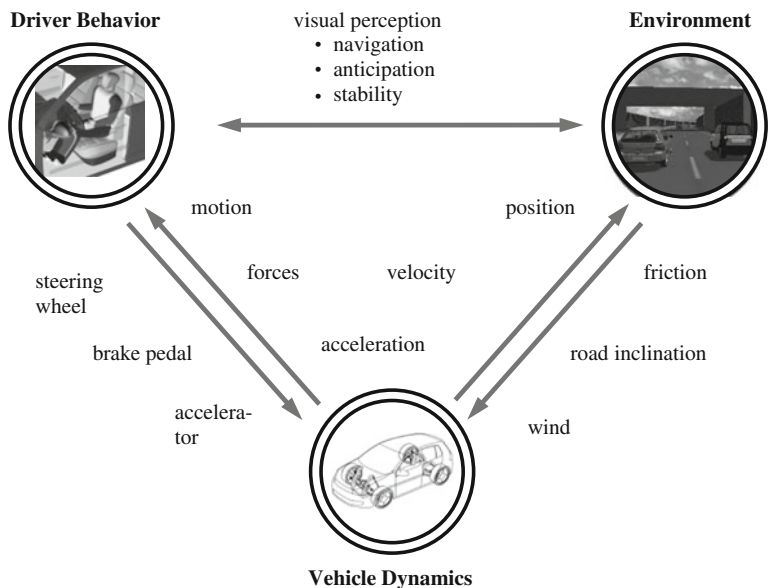 Driver Behavior
visual perception
• navigation
• anticipation
• stability
Environment
motion
position
steering
wheel
forces
velocity
friction
brake pedal
acceleration
road inclination
accelera-
tor
wind
Vehicle Dynamics